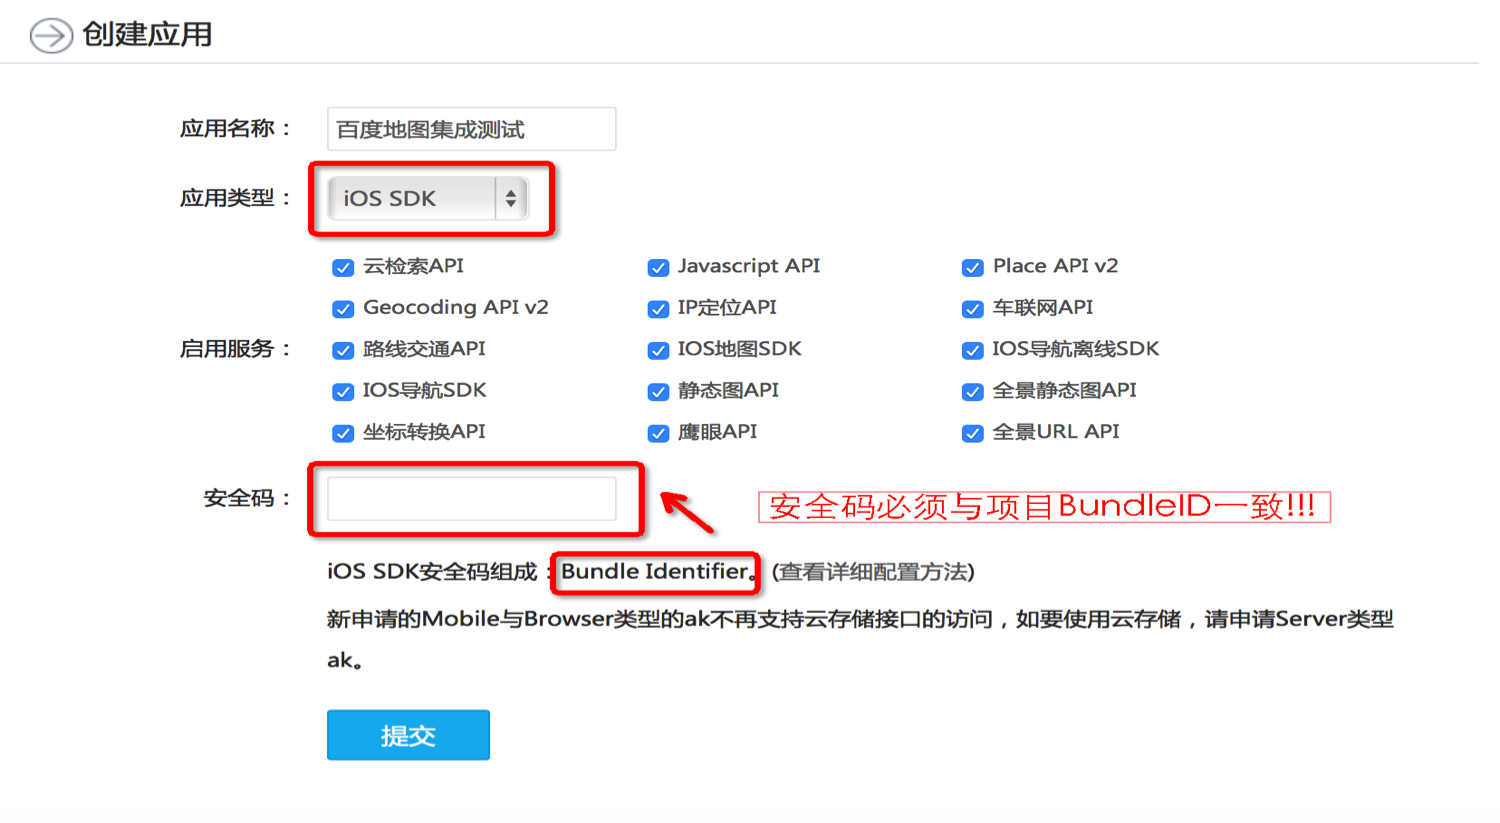 创建应用
应用名称： 百度地图集成测试
应用类型： iOS SDK
云检索API Javascript API Place API v2
Geocoding API v2 IP定位API 车联网API
启用服务： 路线交通API IOS地图SDK IOS导航离线SDK
IOS导航SDK 静态图API 全景静态图API
坐标转换API 鹰眼API 全景URL API
安全码： 安全码必须与项目BundleID一致!!!
iOS SDK安全码组成：Bundle Identifier。(查看详细配置方法)
新申请的Mobile与Browser类型的ak不再支持云存储接口的访问，如要使用云存储，请申请Server类型
ak。
提交